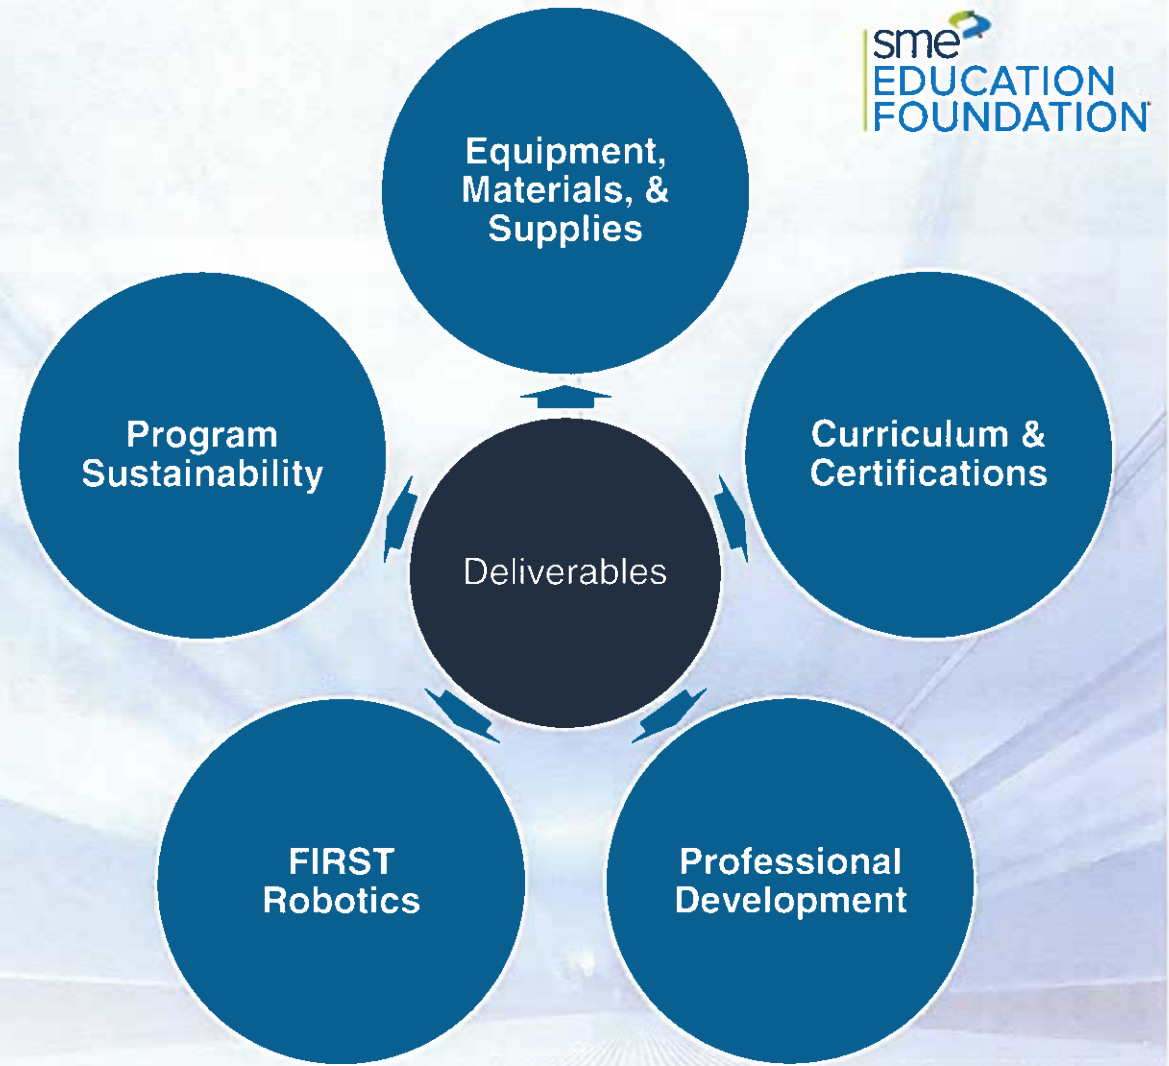 sme
EDUCATION
FOUNDATION
Equipment,
Materials, &
Supplies
Program
Sustainability
Curriculum &
Certifications
Deliverables
FIRST
Robotics
Professional
Development